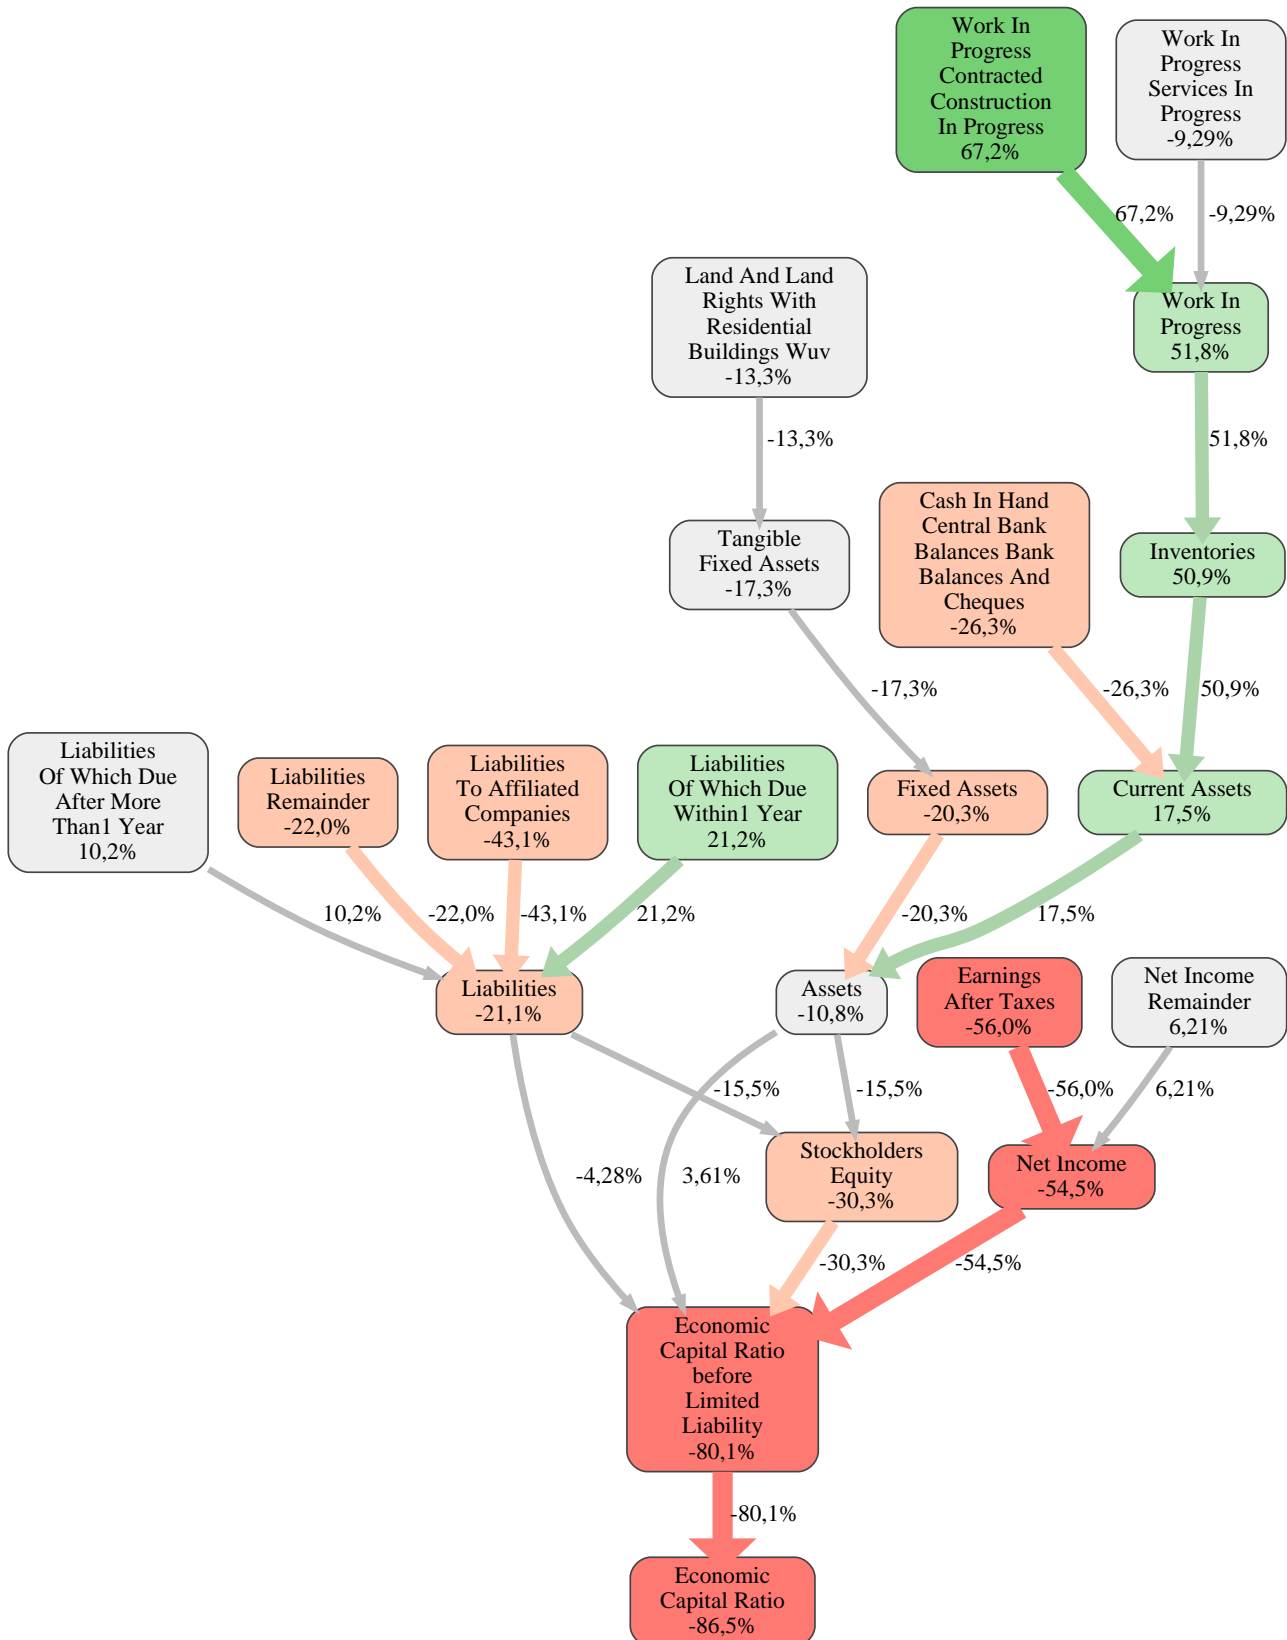 Work In
Progress
Contracted
Construction
In Progress
67,2%
Work In
Progress
Services In
Progress
-9,29%
67,2%
-9,29%
Land And Land
Rights With
Residential
Buildings Wuv
-13,3%
Work In
Progress
51,8%
-13,3%
51,8%
Cash In Hand
Central Bank
Balances Bank
Balances And
Cheques
-26,3%
Tangible
Fixed Assets
-17,3%
Inventories
50,9%
-17,3%
-26,3%
50,9%
Liabilities
Of Which Due
After More
Than1 Year
10,2%
Liabilities
Remainder
-22,0%
Liabilities
To Affiliated
Companies
-43,1%
Liabilities
Of Which Due
Within1 Year
21,2%
Fixed Assets
-20,3%
Current Assets
17,5%
10,2%
-22,0%
-43,1%
21,2%
-20,3%
17,5%
Liabilities
-21,1%
Assets
-10,8%
Earnings
After Taxes
-56,0%
Net Income
Remainder
6,21%
-15,5%
-15,5%
-56,0%
6,21%
Stockholders
Equity
-30,3%
Net Income
-54,5%
-4,28%
3,61%
-30,3%
-54,5%
Economic
Capital Ratio
before
Limited
Liability
-80,1%
-80,1%
Economic
Capital Ratio
-86,5%